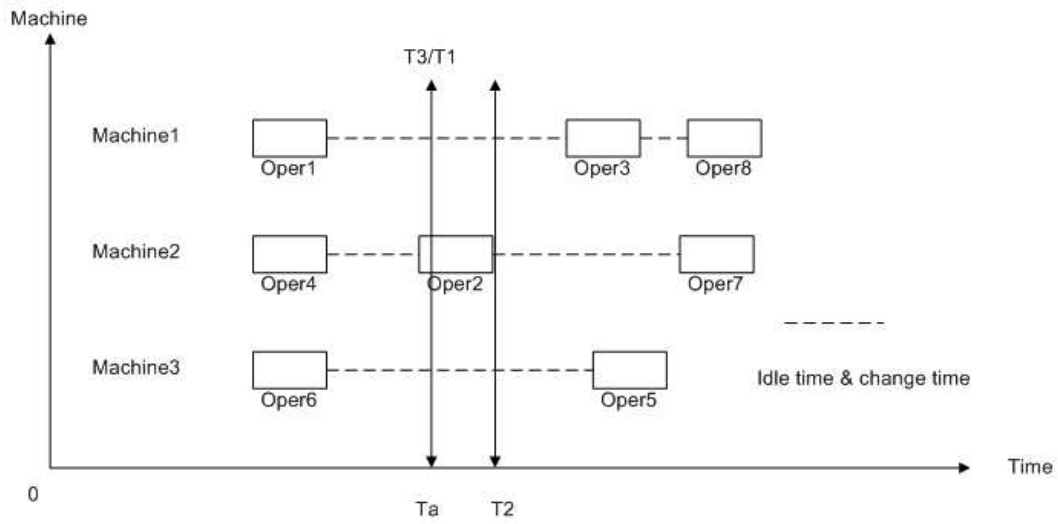 Machine
T3/T1
Machine1
Oper1
Oper3
Oper8
Machine2
Oper4
Oper2
Oper7
Machine3
Oper6
Oper5
Idle time & change time
Time
0
Ta
T2